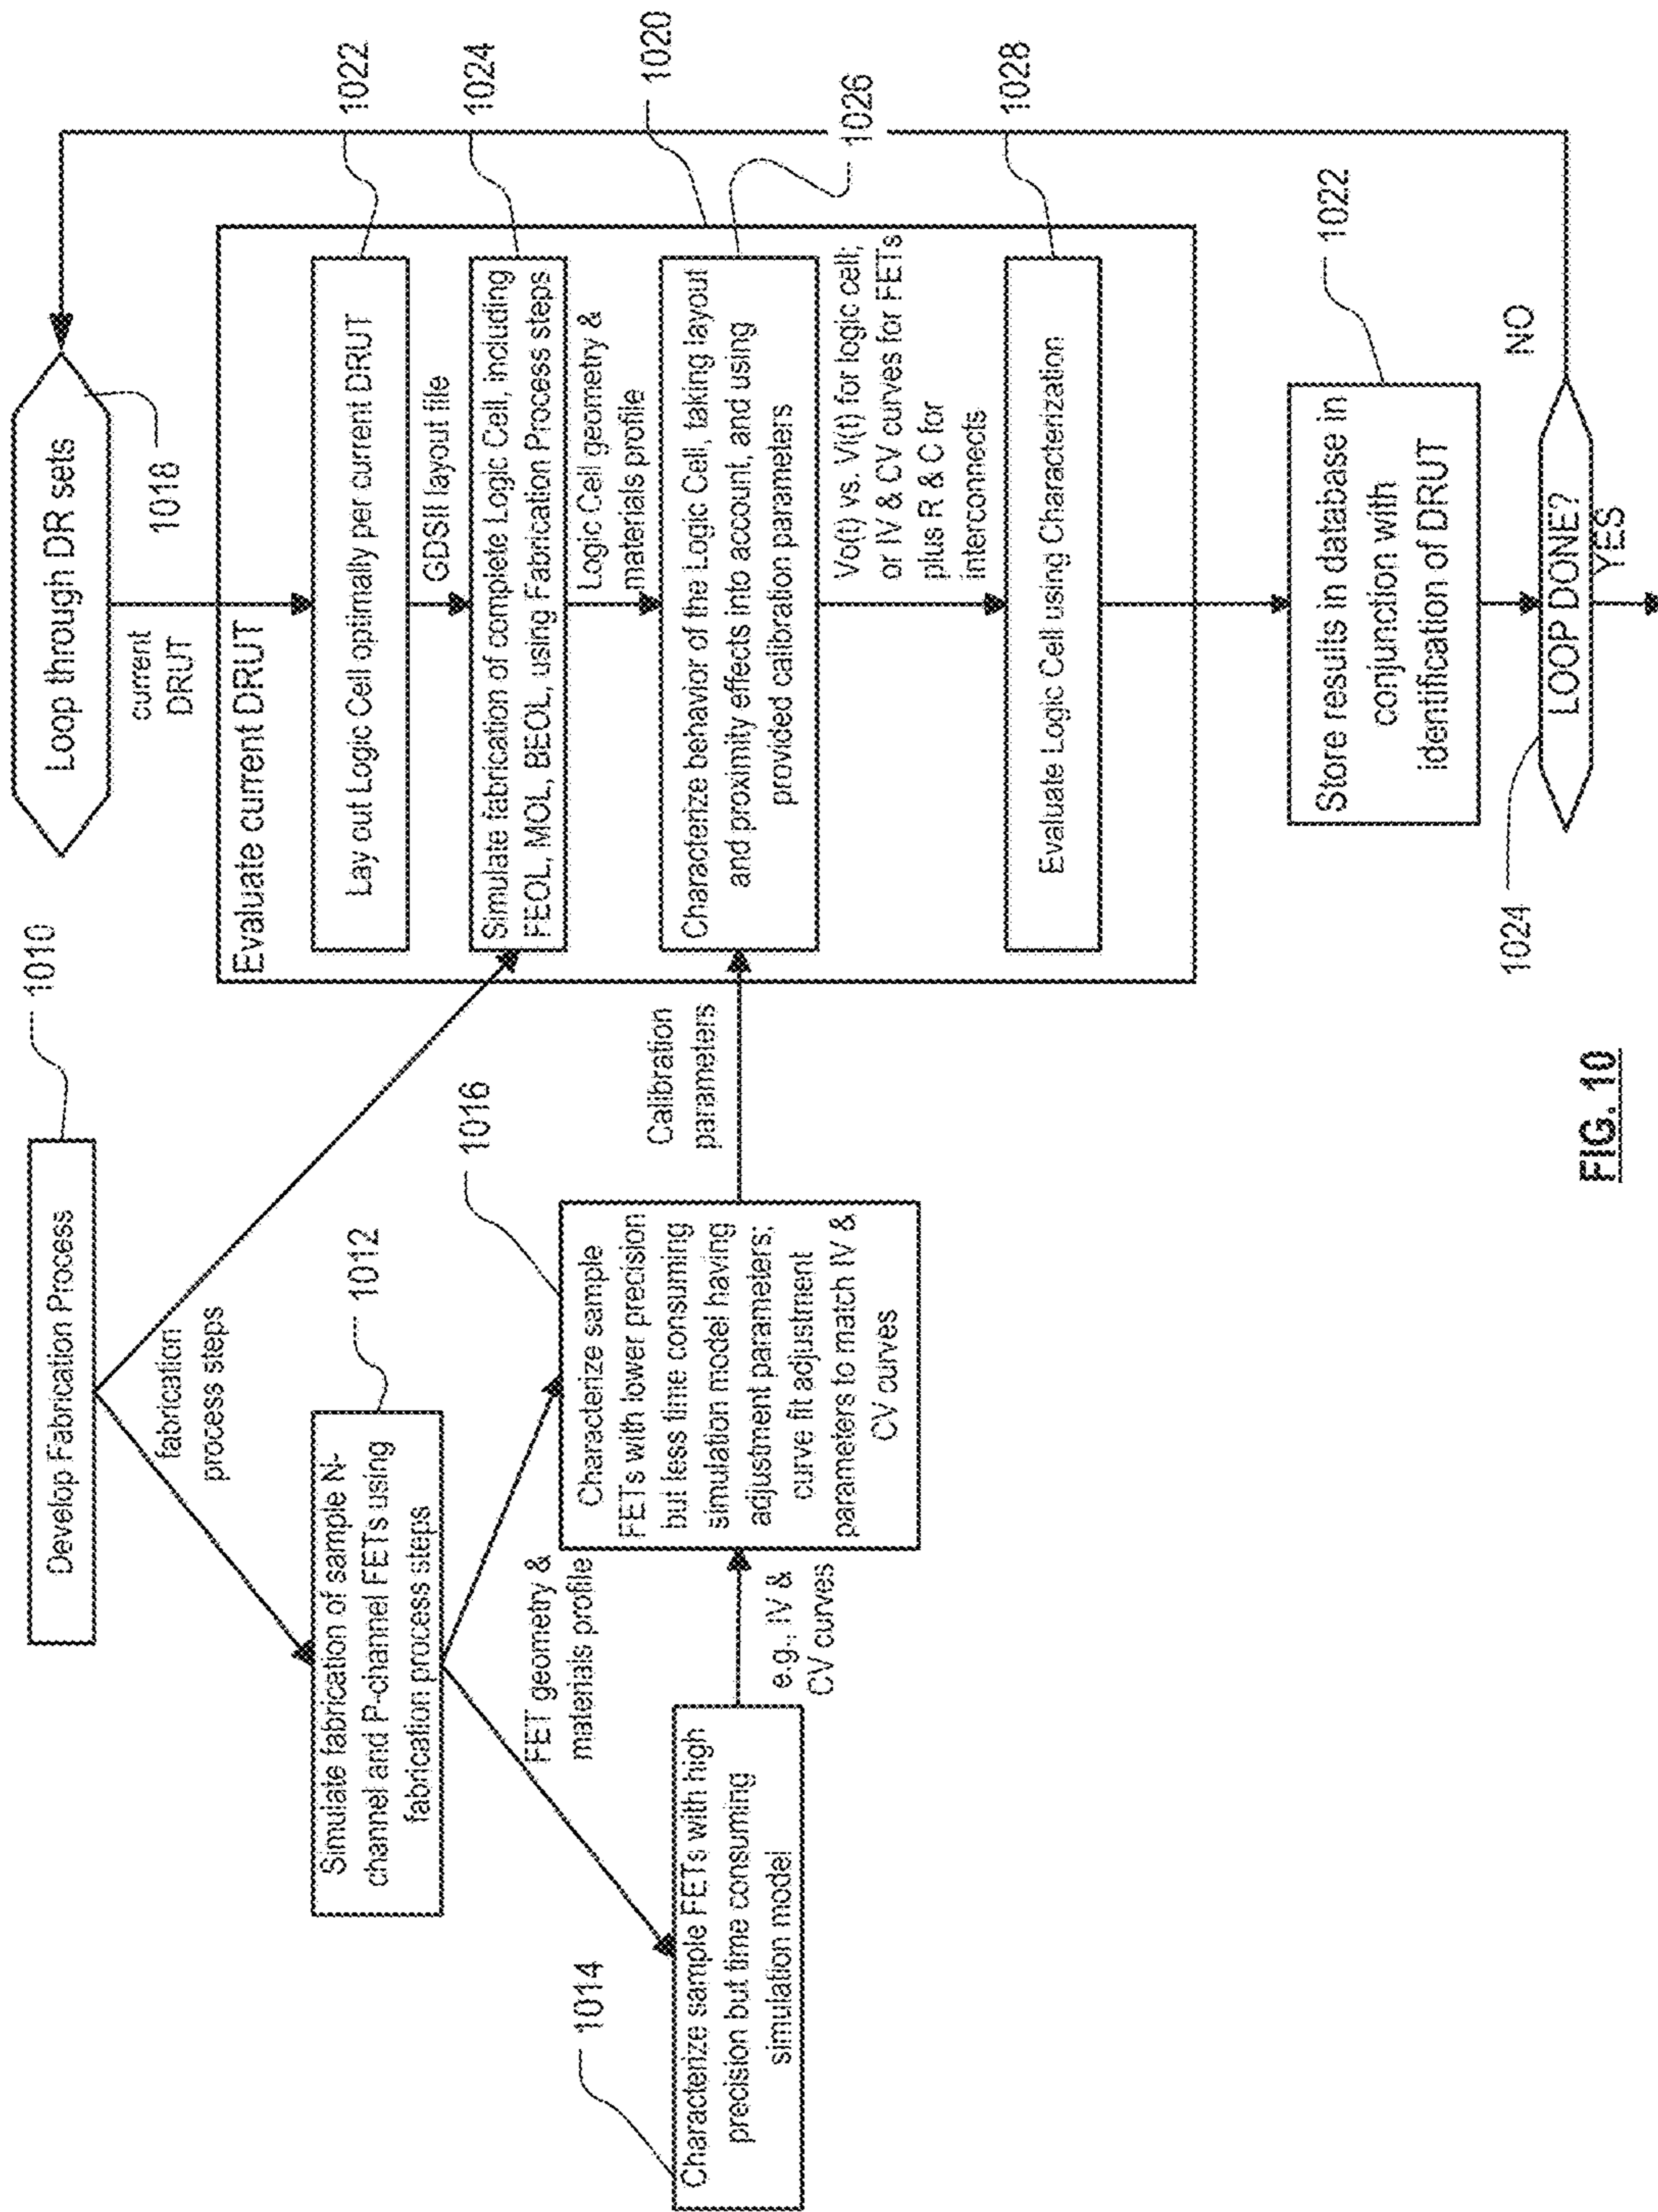 Develop Fabrication Process
1010
fabrication
process steps
Simulate fabrication of sample N-
channel and P-channel FETs using
fabrication process steps
1012
FET geometry &
materials profile
1014
Characterize sample FETs with high
precision but time consuming
simulation model
e.g., IV &
CV curves
1016
Characterize sample
FETs with lower precision
but less time consuming
simulation model having
adjustment parameters;
curve fit adjustment
parameters to match IV &
CV curves
Calibration
parameters
Loop through DR sets
1018
current
DRUT
Evaluate current DRUT
1020
Lay out Logic Cell optimally per current DRUT
1022
GDSII layout file
Simulate fabrication of complete Logic Cell, including
FEOL, MOL, BEOL, using Fabrication Process steps
1024
Logic Cell geometry &
materials profile
Characterize behavior of the Logic Cell, taking layout
and proximity effects into account, and using
provided calibration parameters
1026
Vo(t) vs. Vi(t) for logic cell;
or IV & CV curves for FETs
plus R & C for
interconnects
Evaluate Logic Cell using Characterization
1028
Store results in database in
conjunction with
identification of DRUT
1022
LOOP DONE?
1024
NO
YES
FIG. 10